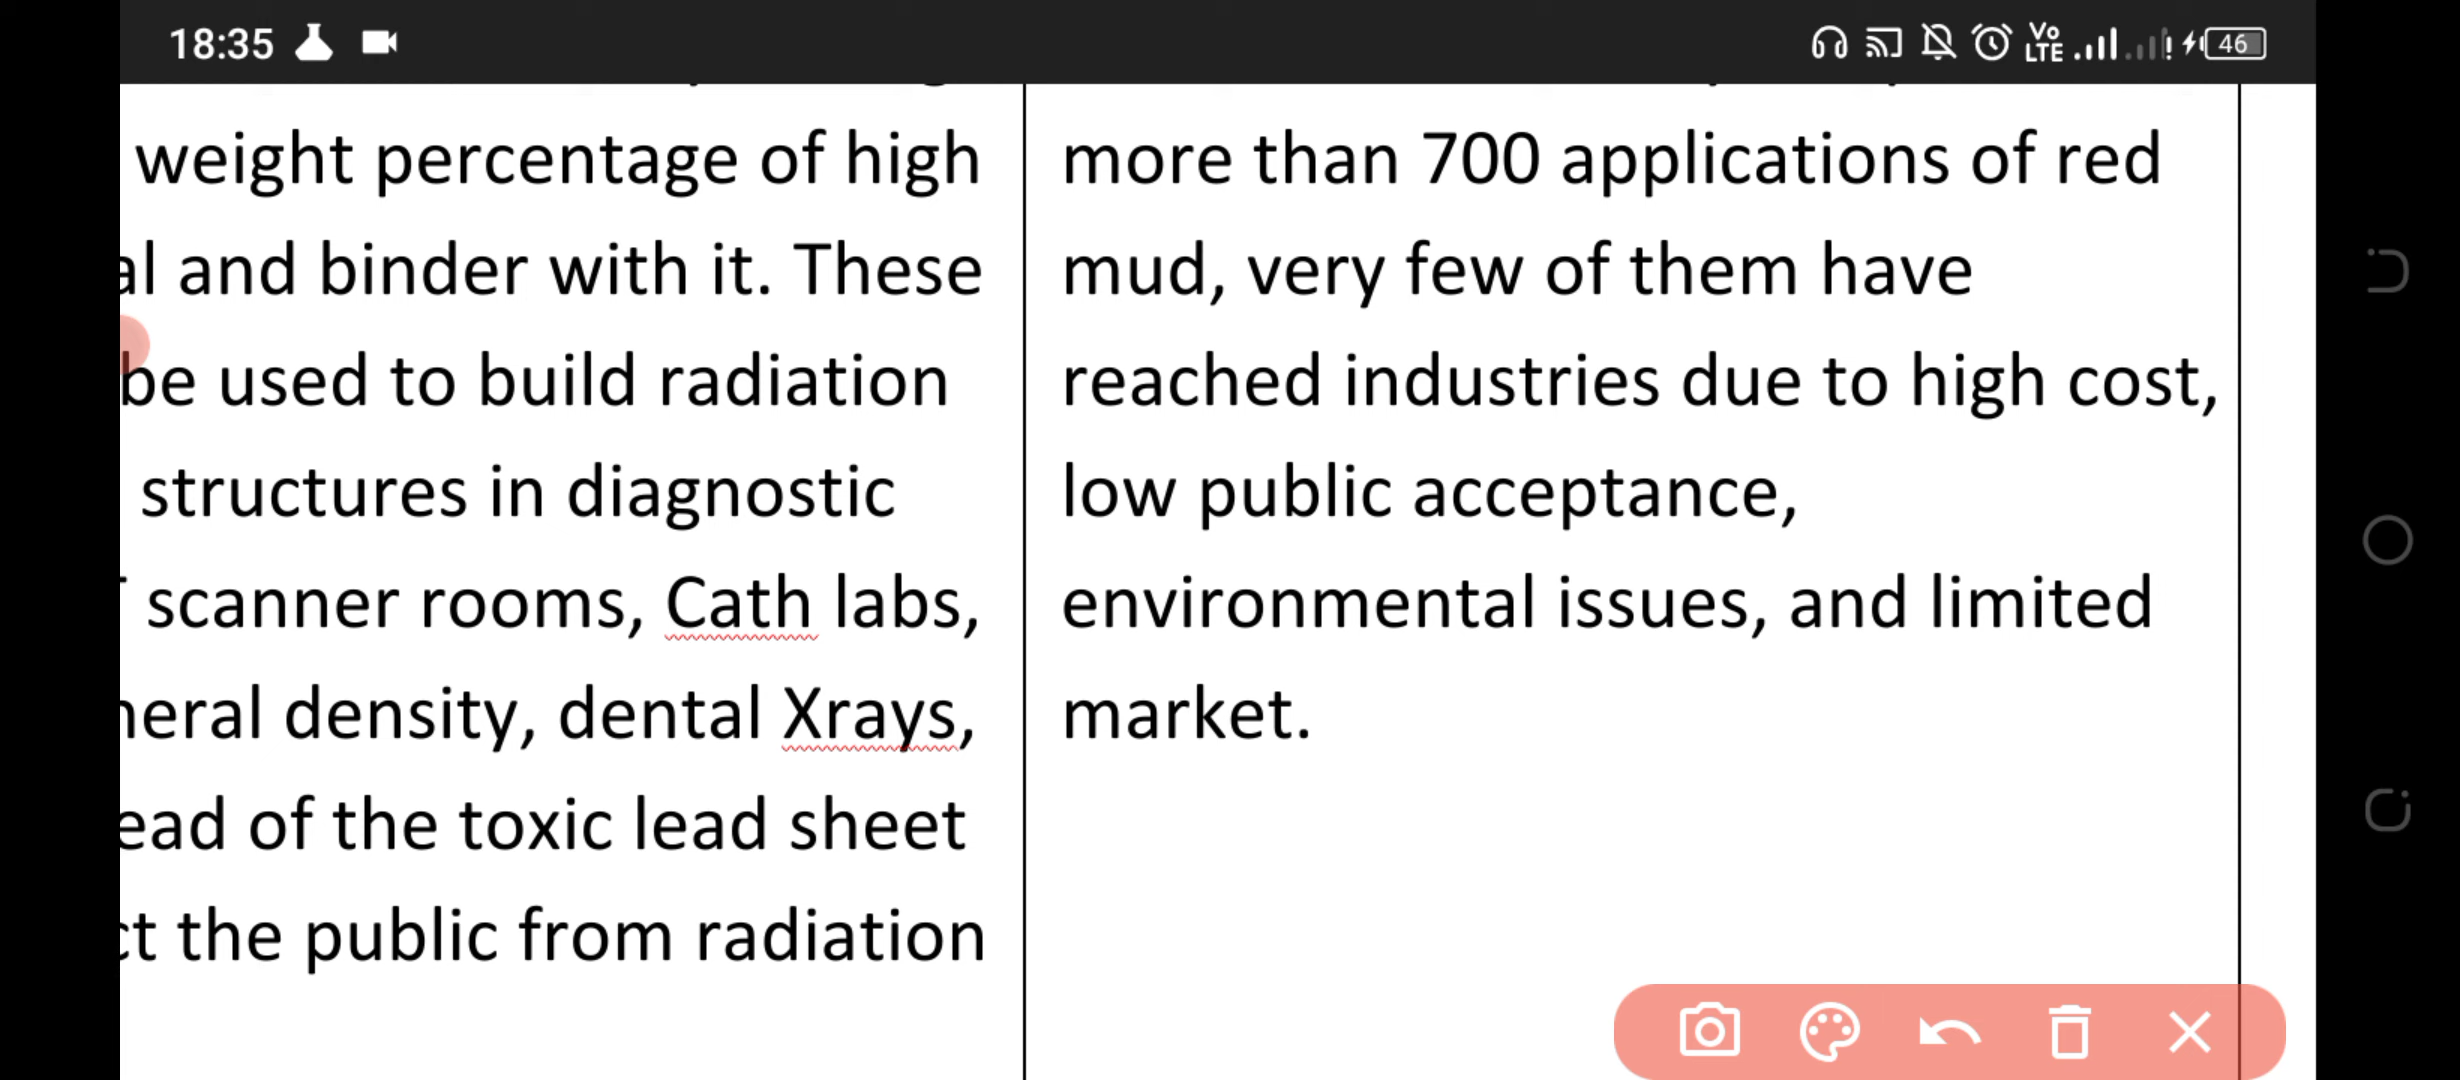 18:35
Vo LTE
46
weight percentage of high
and binder with it. These
be used to build radiation
structures in diagnostic
scanner rooms, Cath labs,
density, dental Xrays,
of the toxic lead sheet
the public from radiation
more than 700 applications of red
mud, very few of them have
reached industries due to high cost,
low public acceptance,
environmental issues, and limited
market.